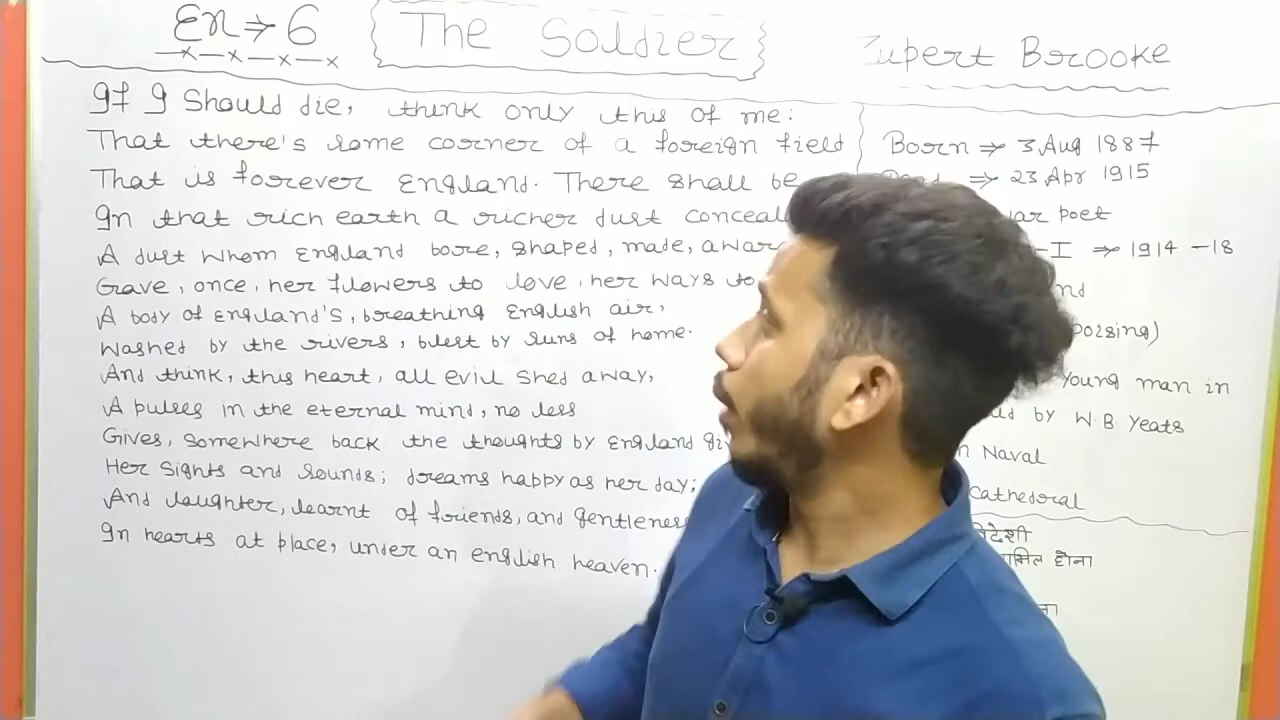 En → 6
The Soldier
Rupert Brooke
If I should die, think only this of me:
That there's some corner of a foreign field
That is forever England. There shall be
In that rich earth a richer dust conceal
A dust whom England bore, shaped, made, awar
Gave, once, her flowers to love, her ways to
A body of England's, breathing English air,
Washed by the rivers, blest by suns of home.
And think, this heart, all evil shed away,
A pulses in the eternal mind, no less
Gives, somewhere back the thoughts by England gi
Her sights and sounds; dreams happy as her day;
And laughter, learnt of friends, and gentleness
In hearts at place, under an english heaven.
Born → 3 Aug 1887
→ 23 Apr 1915
ar poet
-I → 1914 -18
nd
young man in
by W.B. Yeats
n Naval
Cathedral
होना